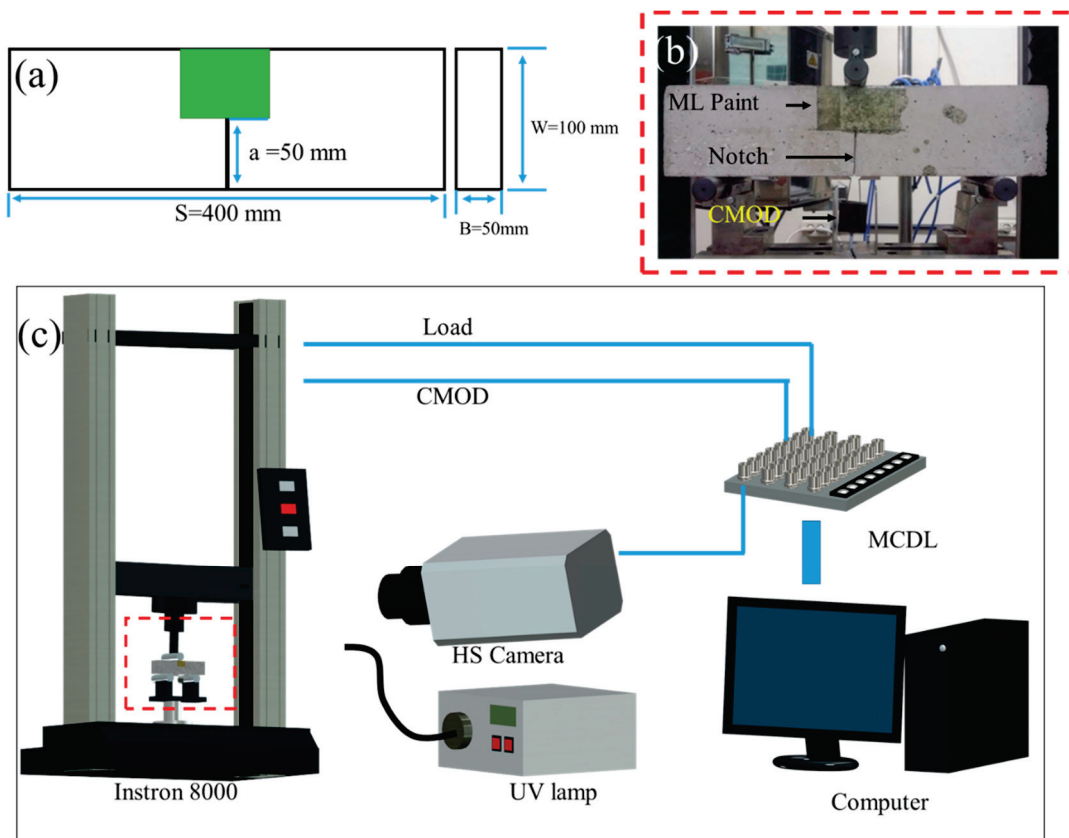 (a)
a =50 mm
W=100 mm
S=400 mm
B=50mm
(b)
ML Paint
Notch
CMOD
(c)
Load
CMOD
MCDL
HS Camera
Instron 8000
UV lamp
Computer